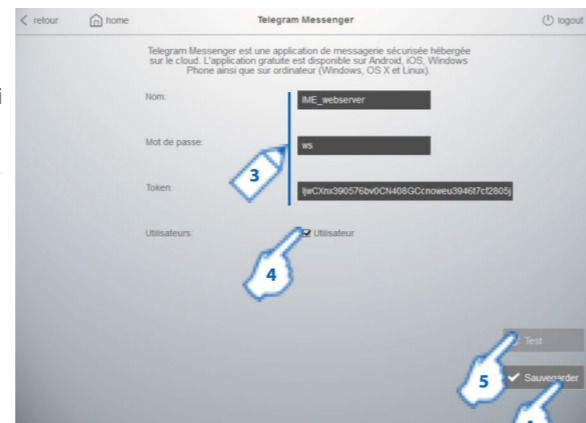 retour
home
Telegram Messenger
logout
Telegram Messenger est une application de messagerie sécurisée hébergée
sur le cloud. L'application gratuite est disponible sur Android, iOS, Windows
Phone ainsi que sur ordinateur (Windows, OS X et Linux).
Nom:
IME_webserver
Mot de passe:
ws
3
Token:
Utilisateurs:
Utilisateur
4
Test
5
Sauvegarder